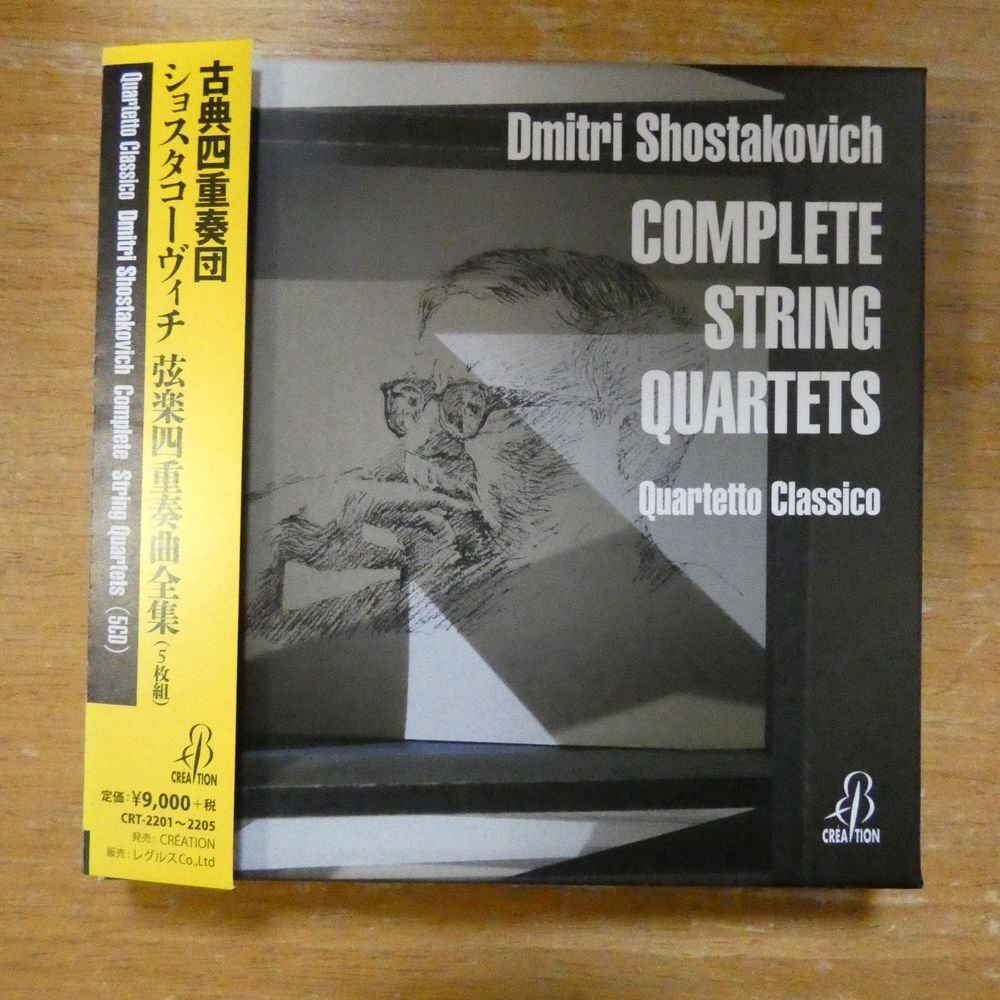 古典四重奏団
ショスタコーヴィチ 弦楽四重奏曲全集(5枚組)
Quartetto Classico Dmitri Shostakovich Complete String Quartets (5CD)
CREATION
定価:¥9,000+税
CRT-2201～2205
発売:CRÉATION
販売:レグルスCo.,Ltd
Dmitri Shostakovich
COMPLETE
STRING
QUARTETS
Quartetto Classico
CREATION